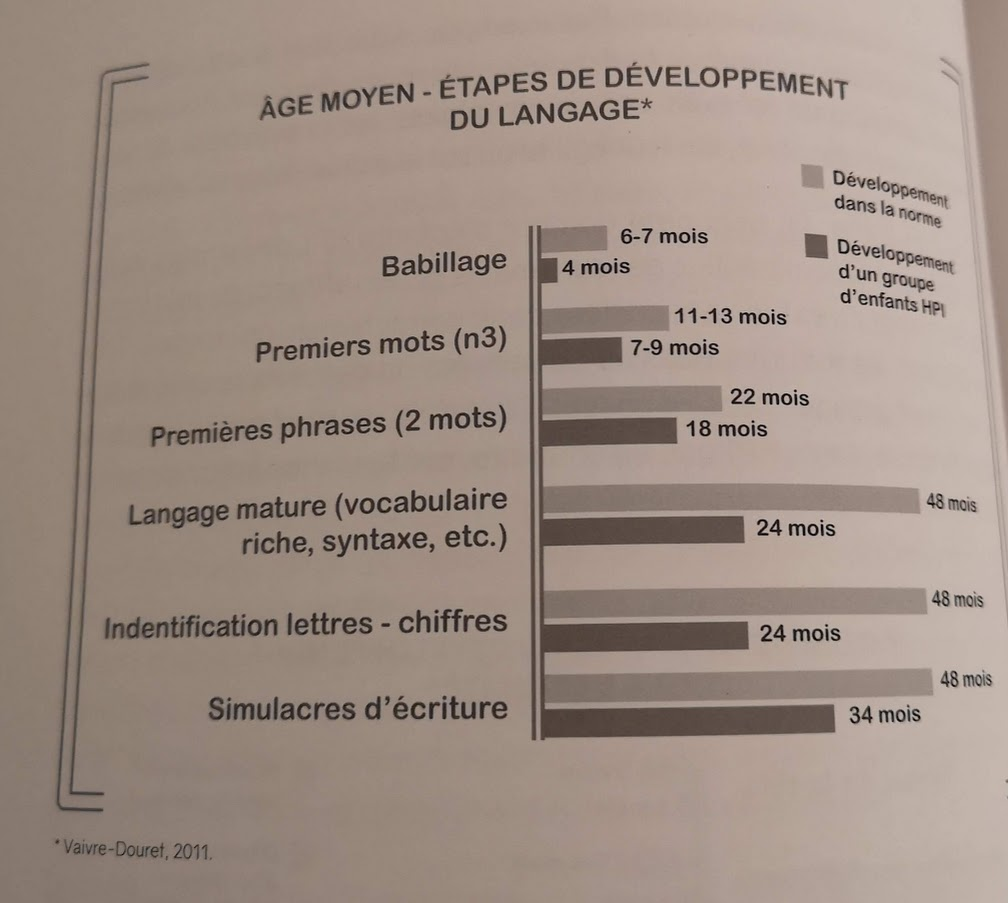 ÂGE MOYEN - ÉTAPES DE DÉVELOPPEMENT
DU LANGAGE*
Développement
dans la norme
Développement
d'un groupe
d'enfants HPI
Babillage
6-7 mois
4 mois
Premiers mots (n3)
11-13 mois
7-9 mois
Premières phrases (2 mots)
22 mois
18 mois
Langage mature (vocabulaire
riche, syntaxe, etc.)
48 mois
24 mois
Indentification lettres - chiffres
48 mois
24 mois
Simulacres d'écriture
48 mois
34 mois
* Vaivre-Douret, 2011.